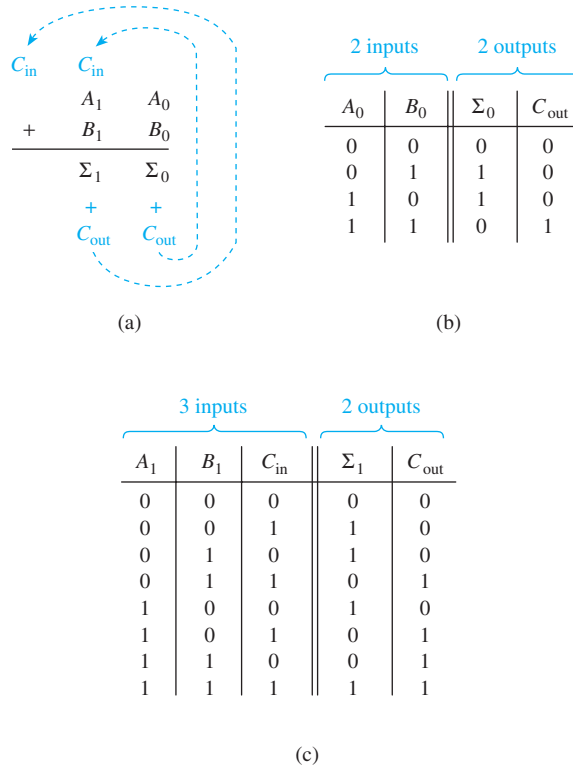 C_in C_in
A_1 A_0
+ B_1 B_0
Σ_1 Σ_0
+ +
C_out C_out
(a)
2 inputs 2 outputs
A_0 B_0 Σ_0 C_out
0 0 0 0
0 1 1 0
1 0 1 0
1 1 0 1
(b)
3 inputs 2 outputs
A_1 B_1 C_in Σ_1 C_out
0 0 0 0 0
0 0 1 1 0
0 1 0 1 0
0 1 1 0 1
1 0 0 1 0
1 0 1 0 1
1 1 0 0 1
1 1 1 1 1
(c)